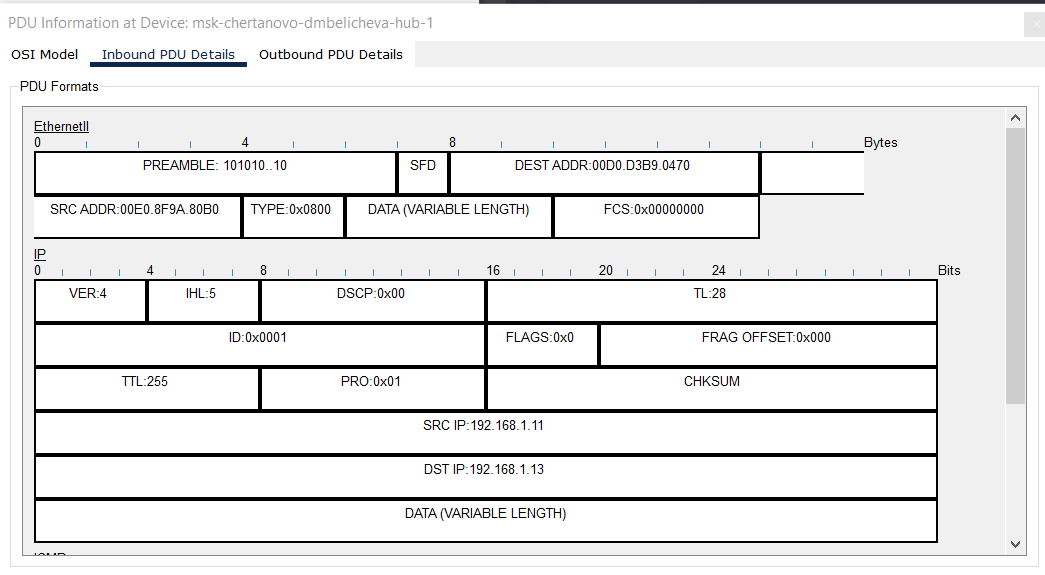 PDU Information at Device: msk-chertanovo-dmbelicheva-hub-1
OSI Model Inbound PDU Details Outbound PDU Details
PDU Formats
EthernetII
0 4 8 Bytes
PREAMBLE: 101010..10 SFD DEST ADDR:00D0.D3B9.0470
SRC ADDR:00E0.8F9A.80B0 TYPE:0x0800 DATA (VARIABLE LENGTH) FCS:0x00000000
IP
0 4 8 16 20 24 Bits
VER:4 IHL:5 DSCP:0x00 TL:28
ID:0x0001 FLAGS:0x0 FRAG OFFSET:0x000
TTL:255 PRO:0x01 CHKSUM
SRC IP:192.168.1.11
DST IP:192.168.1.13
DATA (VARIABLE LENGTH)